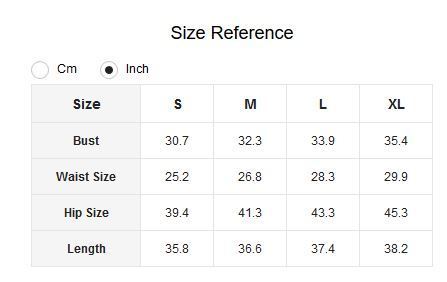 Size Reference
Cm Inch
Size S M L XL
Bust 30.7 32.3 33.9 35.4
Waist Size 25.2 26.8 28.3 29.9
Hip Size 39.4 41.3 43.3 45.3
Length 35.8 36.6 37.4 38.2